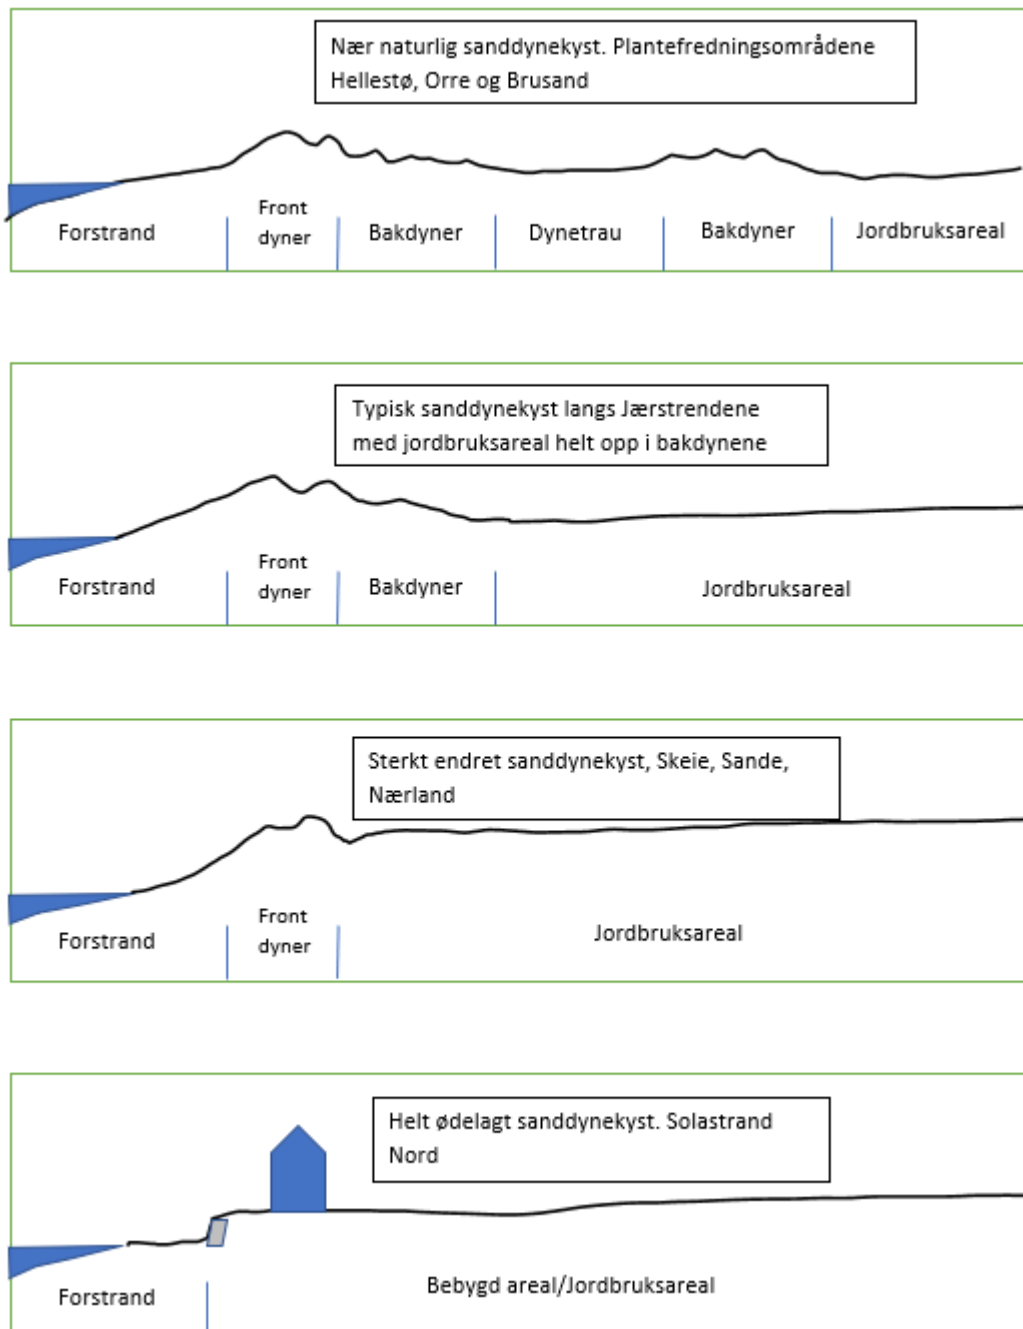 Nær naturlig sanddynekyst. Plantefredningsområdene
Hellestø, Orre og Brusand
Forstrand
Front
dyner
Bakdyner
Dynetrau
Bakdyner
Jordbruksareal
Typisk sanddynekyst langs Jærstrendene
med jordbruksareal helt opp i bakdynene
Forstrand
Front
dyner
Bakdyner
Jordbruksareal
Sterkt endret sanddynekyst, Skeie, Sande,
Nærland
Forstrand
Front
dyner
Jordbruksareal
Helt ødelagt sanddynekyst. Solastrand
Nord
Forstrand
Bebygd areal/Jordbruksareal